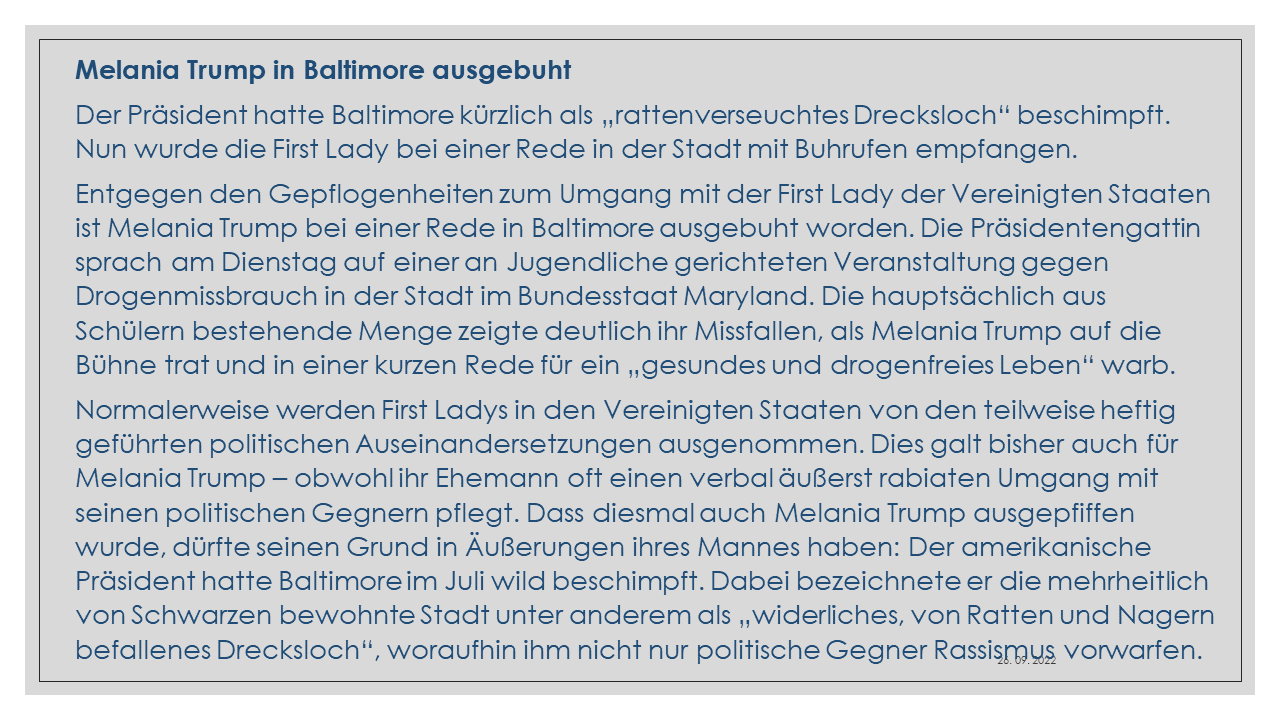 Melania Trump in Baltimore ausgebuht
Der Präsident hatte Baltimore kürzlich als „rattenverseuchtes Drecksloch“ beschimpft.
Nun wurde die First Lady bei einer Rede in der Stadt mit Buhrufen empfangen.
Entgegen den Gepflogenheiten zum Umgang mit der First Lady der Vereinigten Staaten
ist Melania Trump bei einer Rede in Baltimore ausgebuht worden. Die Präsidentengattin
sprach am Dienstag auf einer an Jugendliche gerichteten Veranstaltung gegen
Drogenmissbrauch in der Stadt im Bundesstaat Maryland. Die hauptsächlich aus
Schülern bestehende Menge zeigte deutlich ihr Missfallen, als Melania Trump auf die
Bühne trat und in einer kurzen Rede für ein „gesundes und drogenfreies Leben“ warb.
Normalerweise werden First Ladys in den Vereinigten Staaten von den teilweise heftig
geführten politischen Auseinandersetzungen ausgenommen. Dies galt bisher auch für
Melania Trump – obwohl ihr Ehemann oft einen verbal äußerst rabiaten Umgang mit
seinen politischen Gegnern pflegt. Dass diesmal auch Melania Trump ausgepfiffen
wurde, dürfte seinen Grund in Äußerungen ihres Mannes haben: Der amerikanische
Präsident hatte Baltimore im Juli wild beschimpft. Dabei bezeichnete er die mehrheitlich
von Schwarzen bewohnte Stadt unter anderem als „widerliches, von Ratten und Nagern
befallenes Drecksloch“, woraufhin ihm nicht nur politische Gegner Rassismus vorwarfen.
26. 09. 2022